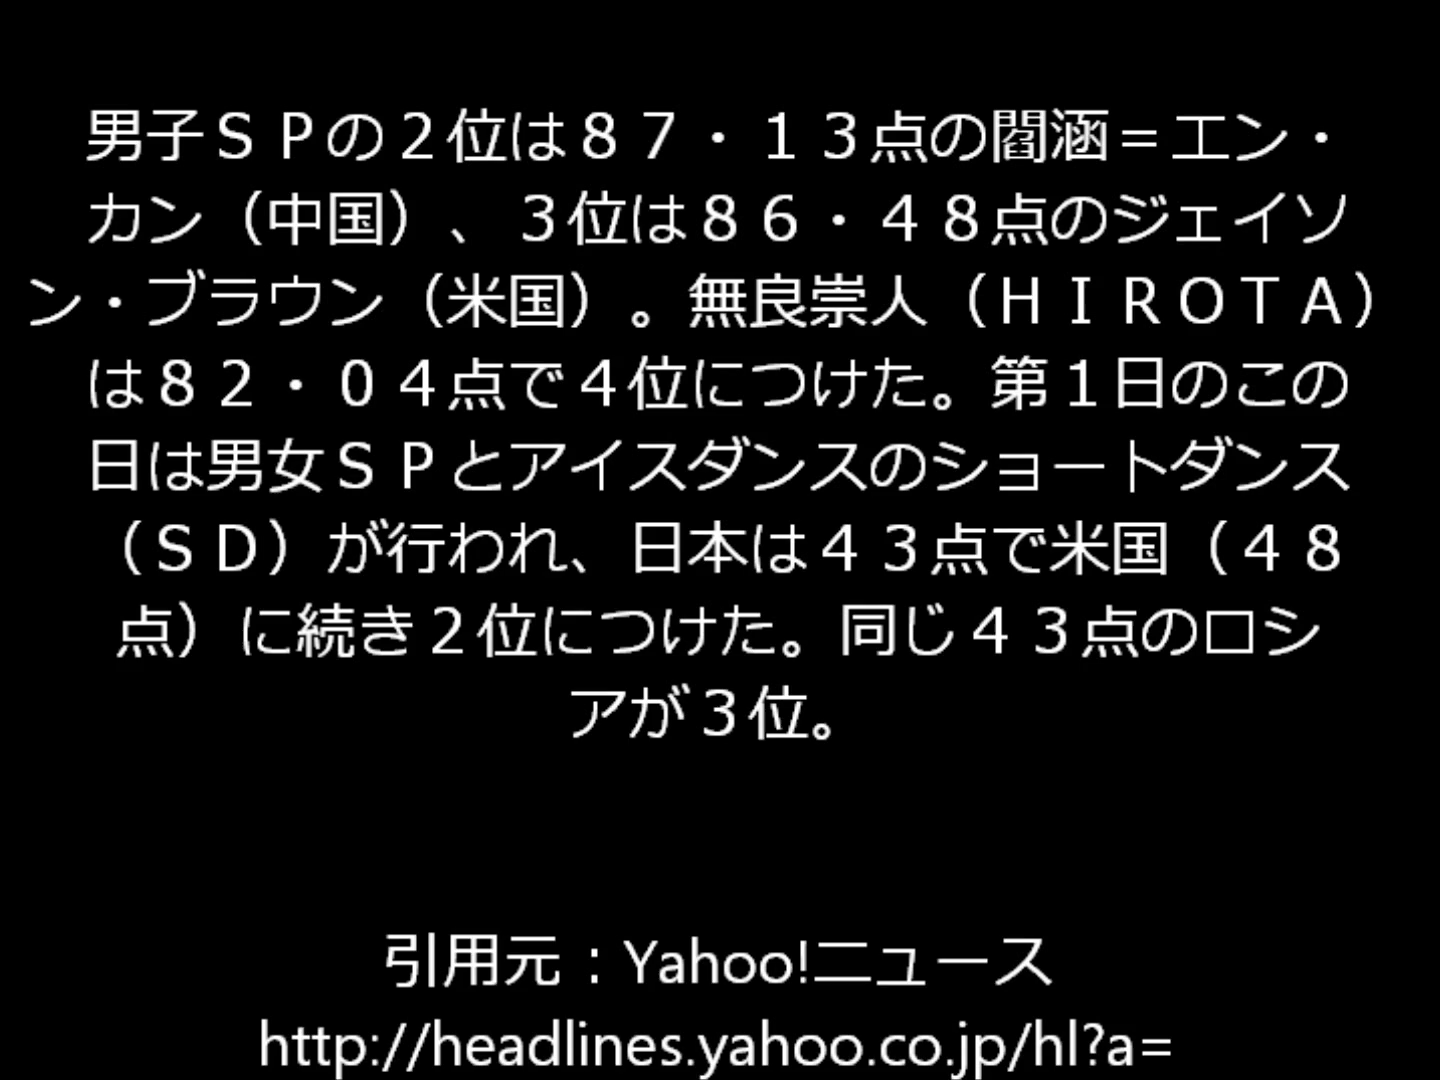 男子ＳＰの２位は８７・１３点の閻涵＝エン・
カン（中国）、３位は８６・４８点のジェイソ
ン・ブラウン（米国）。無良崇人（ＨＩＲＯＴＡ）
は８２・０４点で４位につけた。第１日のこの
日は男女ＳＰとアイスダンスのショートダンス
（ＳＤ）が行われ、日本は４３点で米国（４８
点）に続き２位につけた。同じ４３点のロシ
アが３位。
引用元：Yahoo!ニュース
http://headlines.yahoo.co.jp/hl?a=